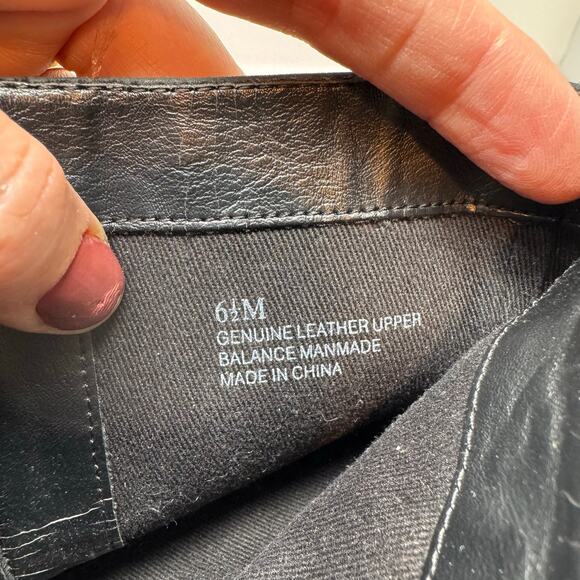 6½M
GENUINE LEATHER UPPER
BALANCE MANMADE
MADE IN CHINA